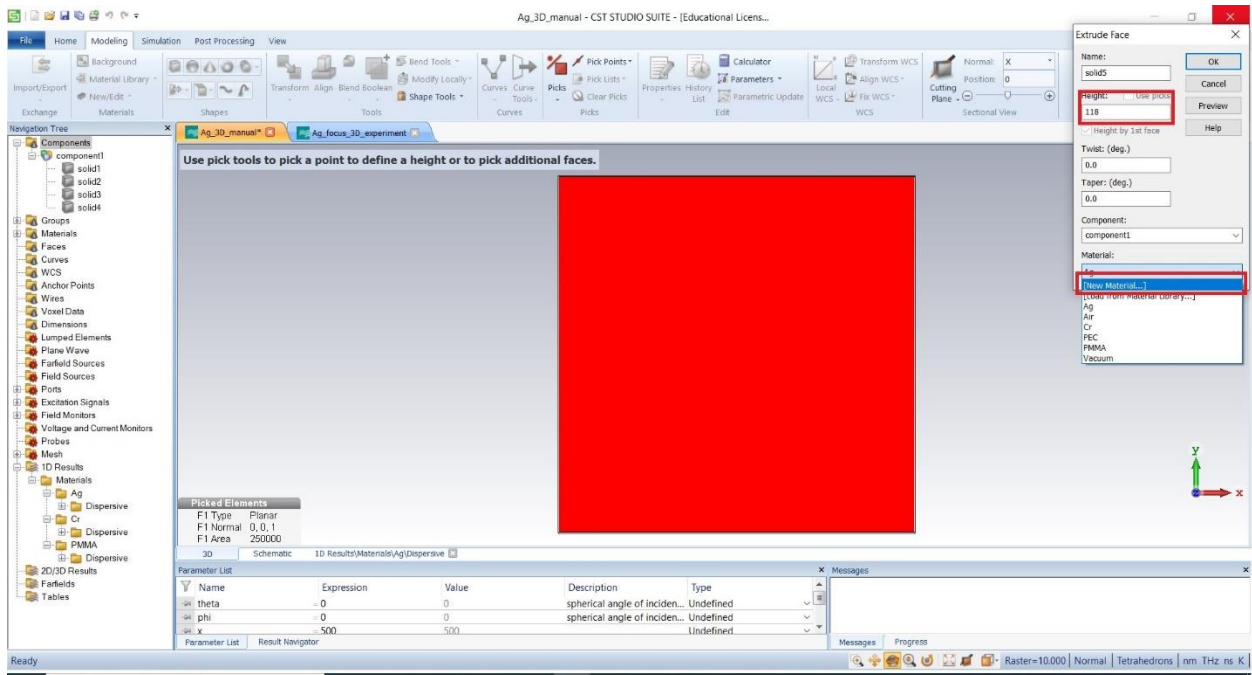 Ag_3D_manual - CST STUDIO SUITE - [Educational Licens...
File Home Modeling Simulation Post Processing View
Import/Export
Background
Material Library
New/Edit
Exchange
Materials
Shapes
Transform Align Blend Boolean
Bend Tools
Modify Locally
Shape Tools
Tools
Curves Curve Tools
Curves
Picks
Pick Points
Pick Lists
Clear Picks
Picks
Properties History List
Calculator
Parameters
Parametric Update
Edit
Local WCS
Transform WCS
Align WCS
Fix WCS
WCS
Cutting Plane
Normal: X
Position: 0
Sectional View
Navigation Tree
Components
component1
solid1
solid2
solid3
solid4
Groups
Materials
Faces
Curves
WCS
Anchor Points
Wires
Voxel Data
Dimensions
Lumped Elements
Plane Wave
Farfield Sources
Field Sources
Ports
Excitation Signals
Field Monitors
Voltage and Current Monitors
Probes
Mesh
1D Results
Materials
Ag
Dispersive
Cr
Dispersive
PMMA
Dispersive
2D/3D Results
Farfields
Tables
Ag_3D_manual* Ag_focus_3D_experiment
Use pick tools to pick a point to define a height or to pick additional faces.
Picked Elements
F1 Type Planar
F1 Normal 0, 0, 1
F1 Area 250000
y
x
3D Schematic 1D Results\Materials\Ag\Dispersive
Parameter List
Name Expression Value Description Type
theta = 0 0 spherical angle of inciden... Undefined
phi = 0 0 spherical angle of inciden... Undefined
x = 500 500 Undefined
Parameter List Result Navigator
Messages
Messages Progress
Extrude Face
Name:
solid5
OK
Cancel
Height: Use picks
118
Preview
Help
Height by 1st face
Twist: (deg.)
0.0
Taper: (deg.)
0.0
Component:
component1
Material:
Ag
[New Material...]
[Load from Material Library...]
Ag
Air
Cr
PEC
PMMA
Vacuum
Ready
Raster=10.000 Normal Tetrahedrons nm THz ns K